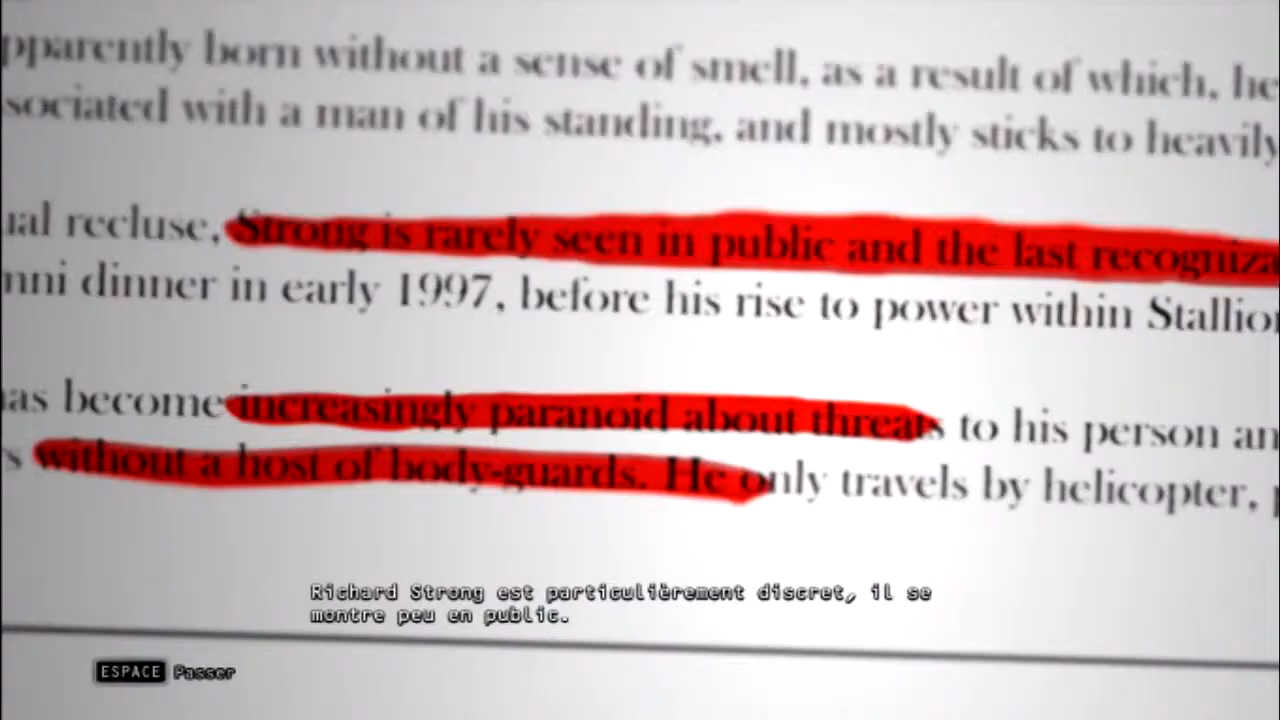 pparently born without a sense of smell, as a result of which, he
sociated with a man of his standing, and mostly sticks to heavily
ual recluse, Strong is rarely seen in public and the last recogniza
nni dinner in early 1997, before his rise to power within Stallion
as become increasingly paranoid about threats to his person an
s without a host of body-guards. He only travels by helicopter, p
Richard Strong est particulièrement discret, il se
montre peu en public.
ESPACE Passer